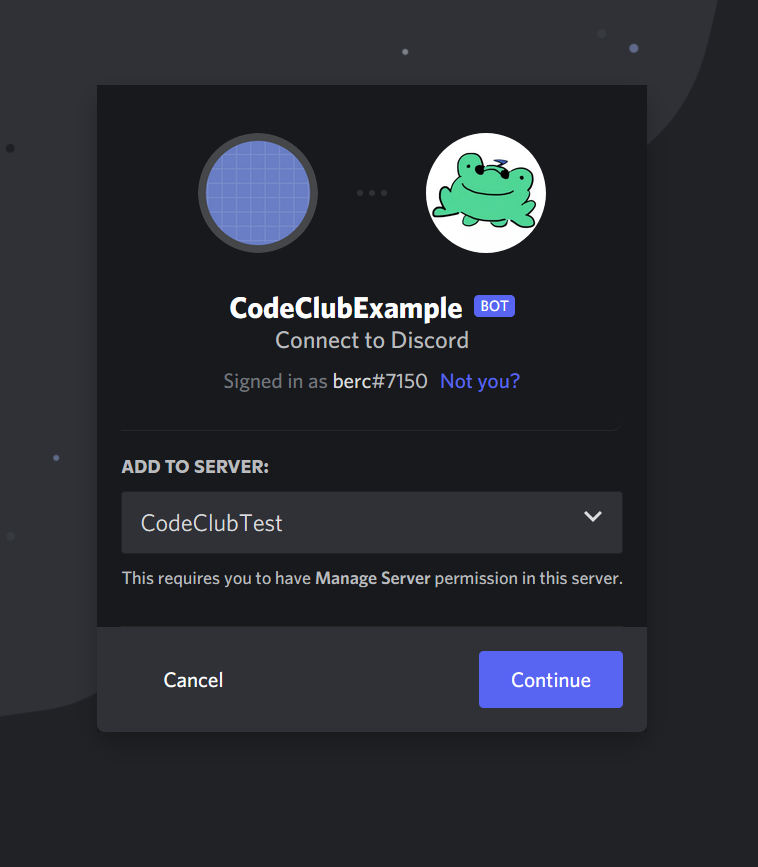 CodeClubExample BOT
Connect to Discord
Signed in as berc#7150 Not you?
ADD TO SERVER:
CodeClubTest
This requires you to have Manage Server permission in this server.
Cancel Continue